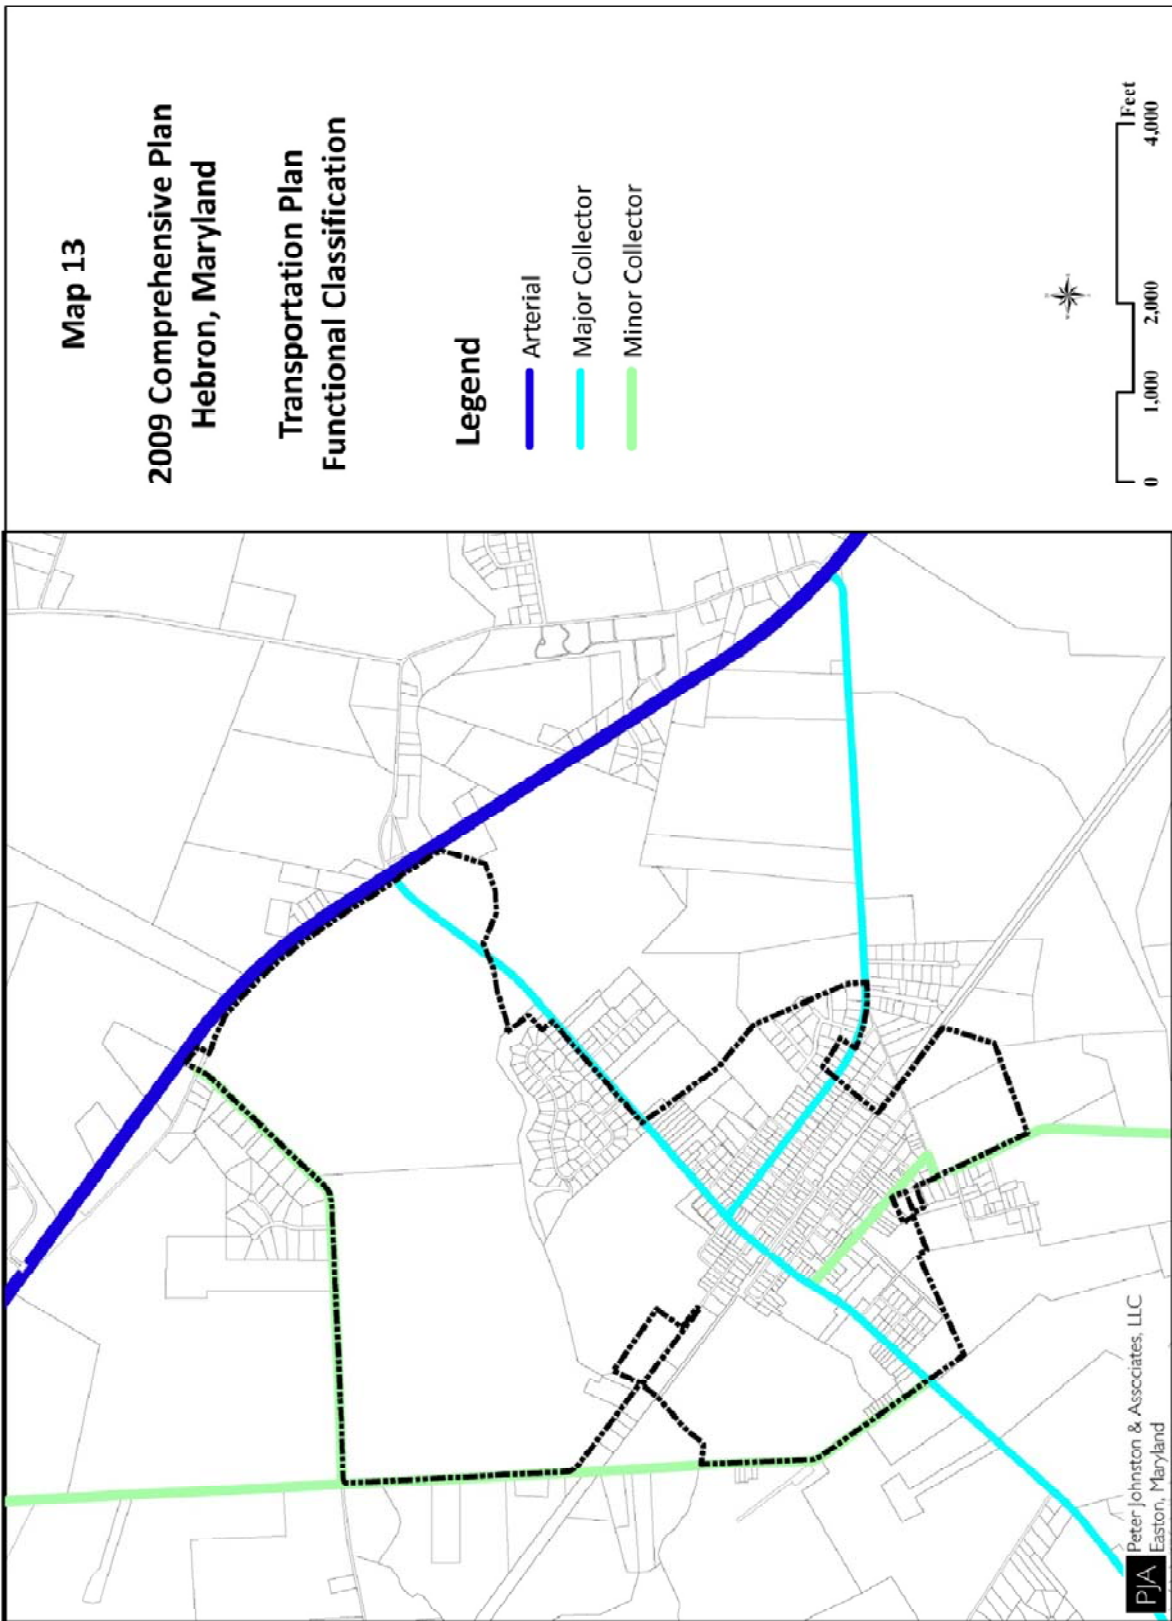 Map 13
2009 Comprehensive Plan
Hebron, Maryland
Transportation Plan
Functional Classification
Legend
Arterial
Major Collector
Minor Collector
Feet
0 1,000 2,000 4,000
PJA
Peter Johnston & Associates, LLC
Easton, Maryland